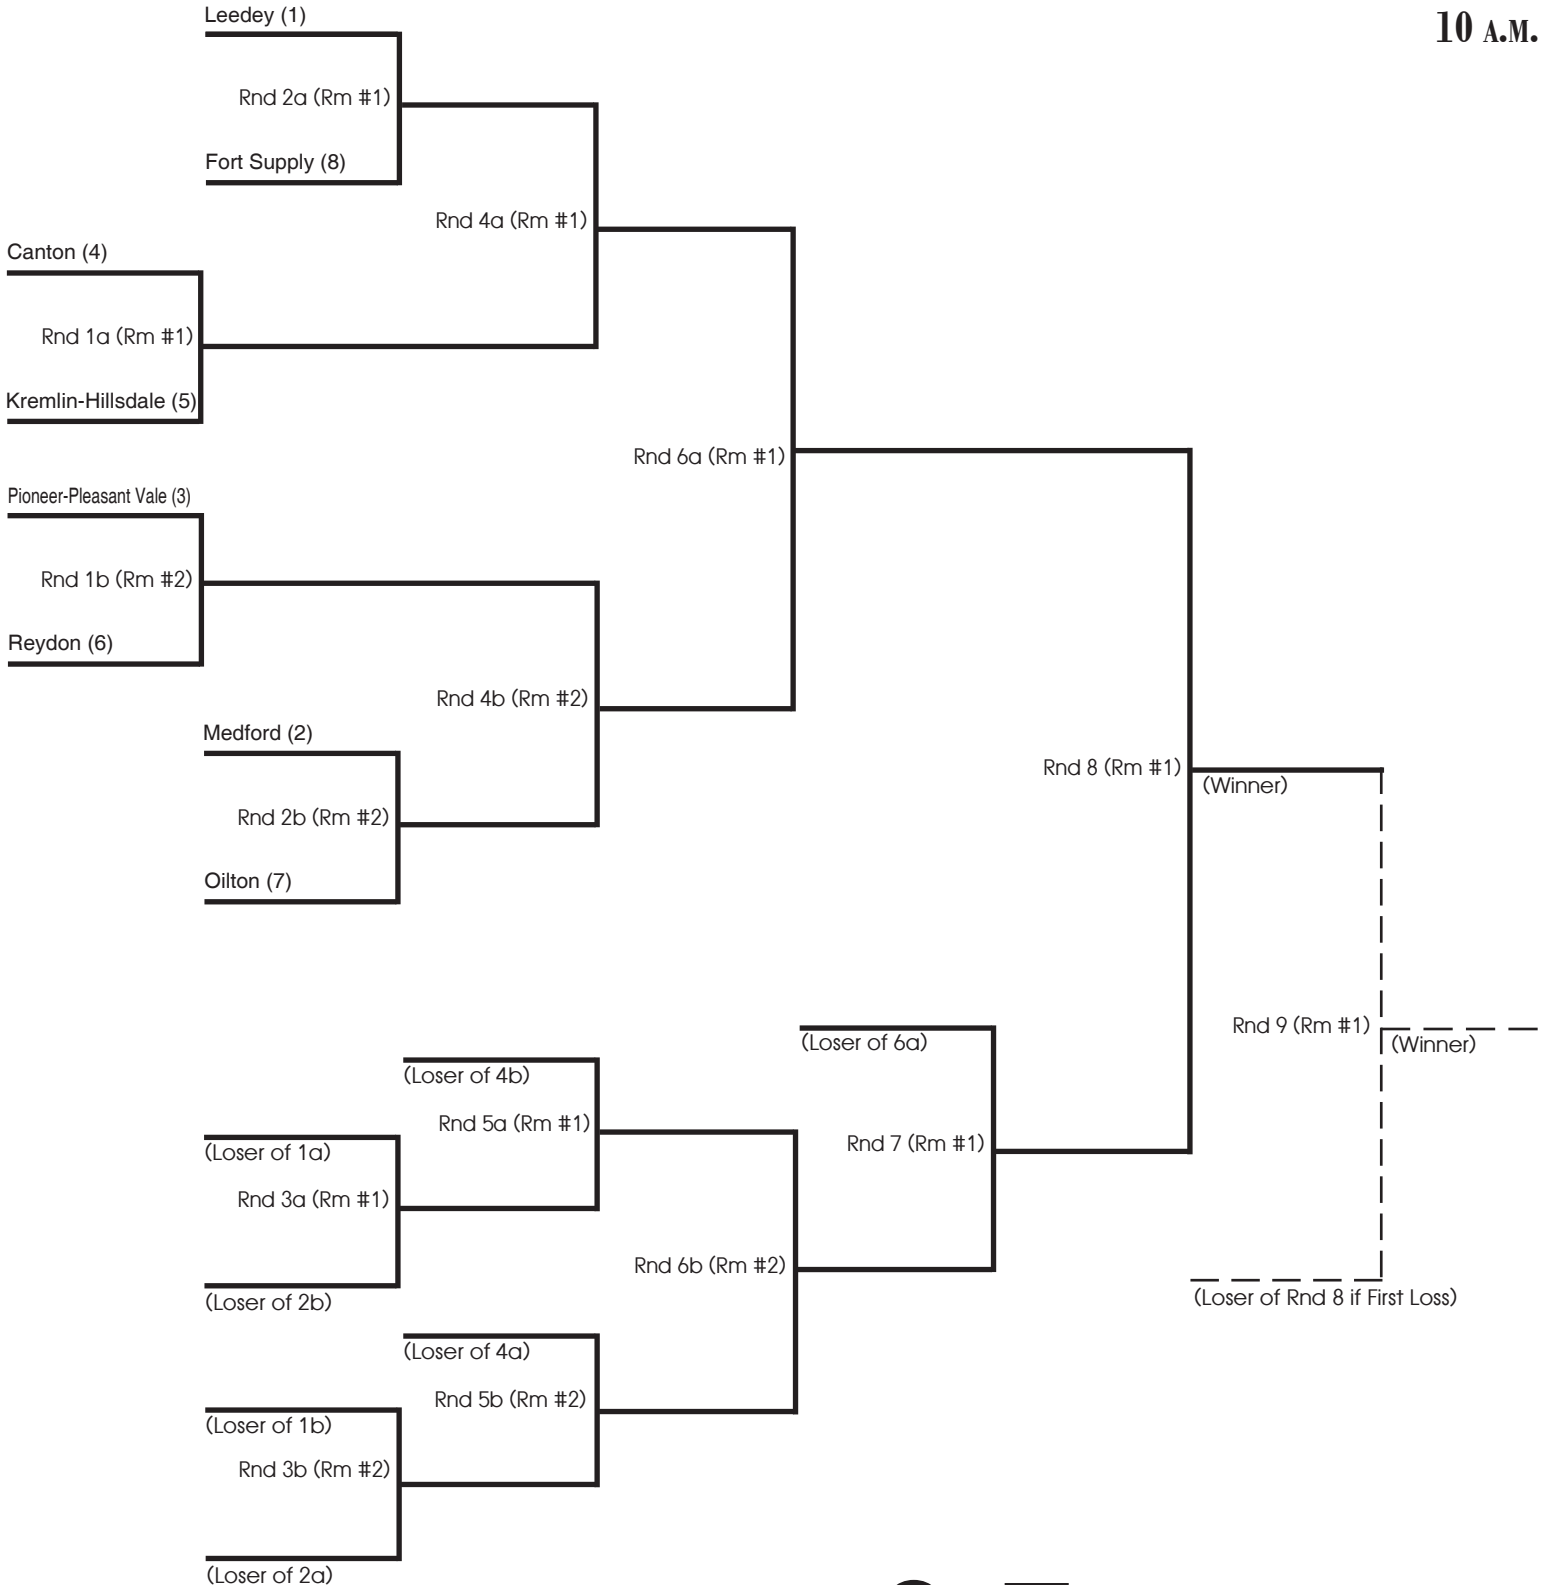 10 A.M.
Leedey (1)
Rnd 2a (Rm #1)
Fort Supply (8)
Rnd 4a (Rm #1)
Canton (4)
Rnd 1a (Rm #1)
Kremlin-Hillsdale (5)
Rnd 6a (Rm #1)
Pioneer-Pleasant Vale (3)
Rnd 1b (Rm #2)
Reydon (6)
Rnd 4b (Rm #2)
Medford (2)
Rnd 8 (Rm #1)
(Winner)
Rnd 2b (Rm #2)
Oilton (7)
(Loser of 6a)
Rnd 9 (Rm #1)
(Winner)
(Loser of 4b)
Rnd 5a (Rm #1)
(Loser of 1a)
Rnd 7 (Rm #1)
Rnd 3a (Rm #1)
Rnd 6b (Rm #2)
(Loser of 2b)
(Loser of Rnd 8 if First Loss)
(Loser of 4a)
Rnd 5b (Rm #2)
(Loser of 1b)
Rnd 3b (Rm #2)
(Loser of 2a)